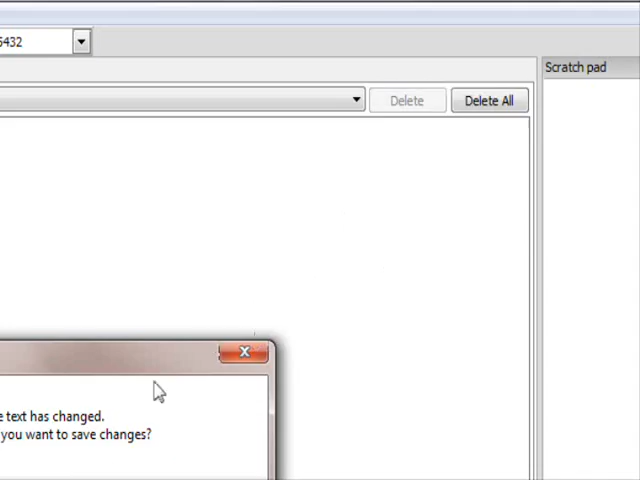 5432
Scratch pad
Delete
Delete All
e text has changed.
you want to save changes?